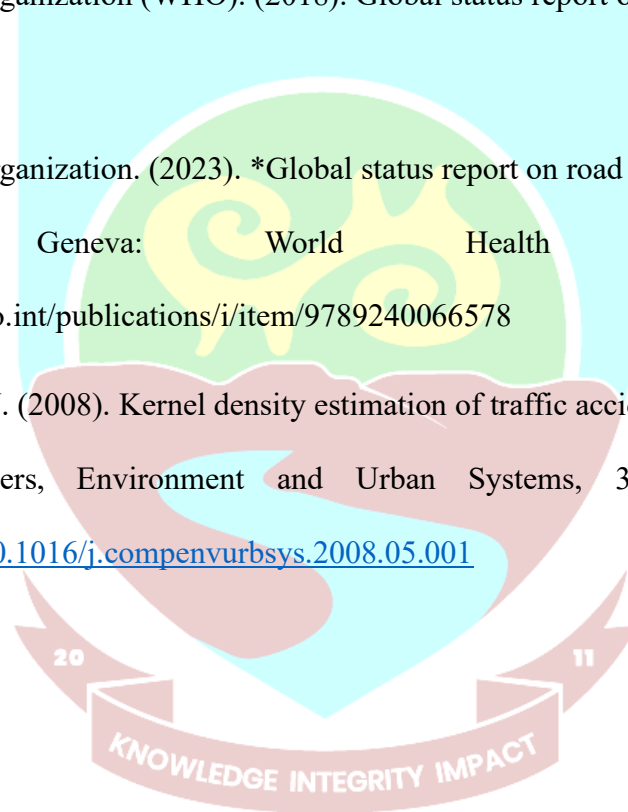 ganization (WHO). (2018). Global status report o
rganization. (2023). *Global status report on road
Geneva: World Health
o.int/publications/i/item/9789240066578
. (2008). Kernel density estimation of traffic acci
ers, Environment and Urban Systems, 3
0.1016/j.compenvurbsys.2008.05.001
20 11
KNOWLEDGE INTEGRITY IMPACT